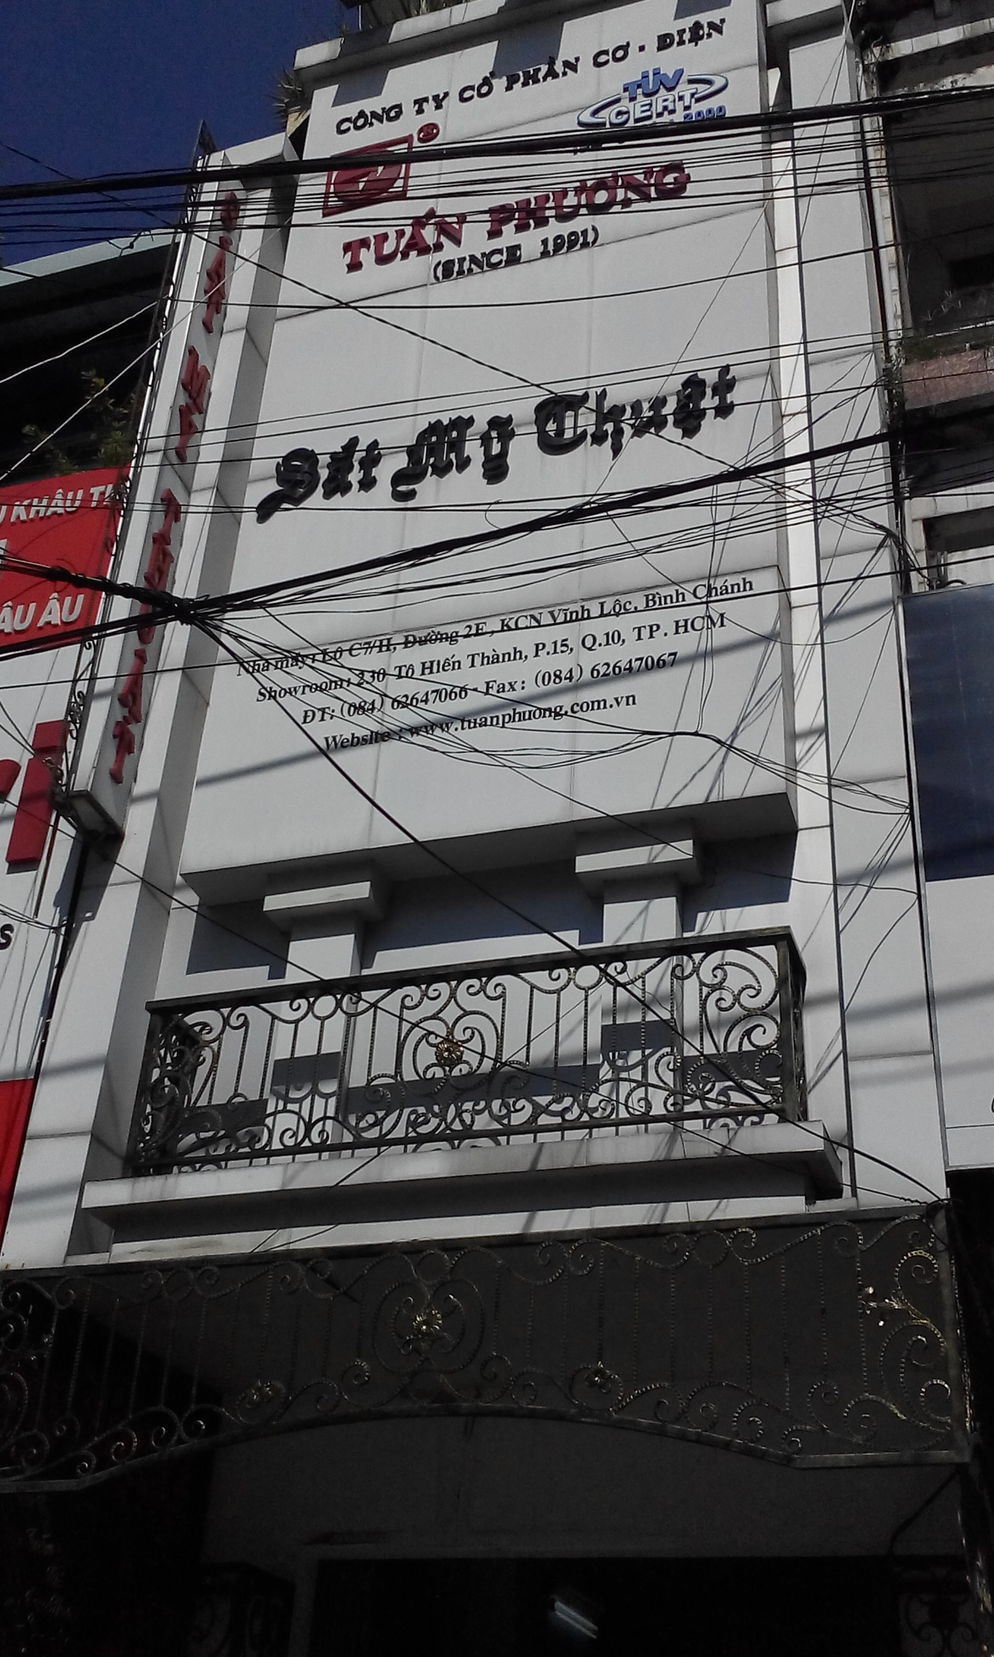 CÔNG TY CỔ PHẦN CƠ - ĐIỆN
TÜV
CERT
®
TUẤN PHƯƠNG
(SINCE 1991)
Sắt Mỹ Thuật
SẮT MỸ THUẬT
Nhà máy: Lô C7/II, Đường 2E, KCN Vĩnh Lộc, Bình Chánh
Showroom: 230 Tô Hiến Thành, P.15, Q.10, TP. HCM
ĐT: (084) 62647066 - Fax: (084) 62647067
Website: www.tuanphuong.com.vn
KHẨU
ÂU ÂU